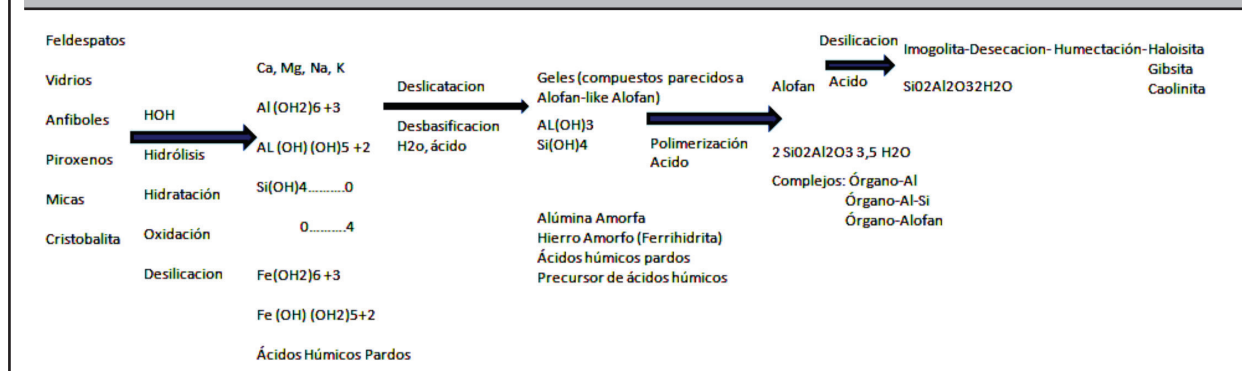 Feldespatos
Vidrios
Anfiboles
Piroxenos
Micas
Cristobalita
HOH
Hidrólisis
Hidratación
Oxidación
Desilicacion
Ca, Mg, Na, K
Al (OH2)6 +3
AL (OH) (OH)5 +2
Si(OH)4..........0
0.........4
Fe(OH2)6 +3
Fe (OH) (OH2)5+2
Ácidos Húmicos Pardos
Deslicatacion
Desbasificacion
H2o, ácido
Geles (compuestos parecidos a
Alofan-like Alofan)
AL(OH)3
Si(OH)4
Alúmina Amorfa
Hierro Amorfo (Ferrihidrita)
Ácidos húmicos pardos
Precursor de ácidos húmicos
Polimerización
Acido
Alofan
2 Si02Al2O3 3,5 H2O
Complejos: Órgano-Al
Órgano-Al-Si
Órgano-Alofan
Desilicacion
Acido
Imogolita-Desecacion- Humectación-Haloisita
Gibsita
Caolinita
Si02Al2O32H2O